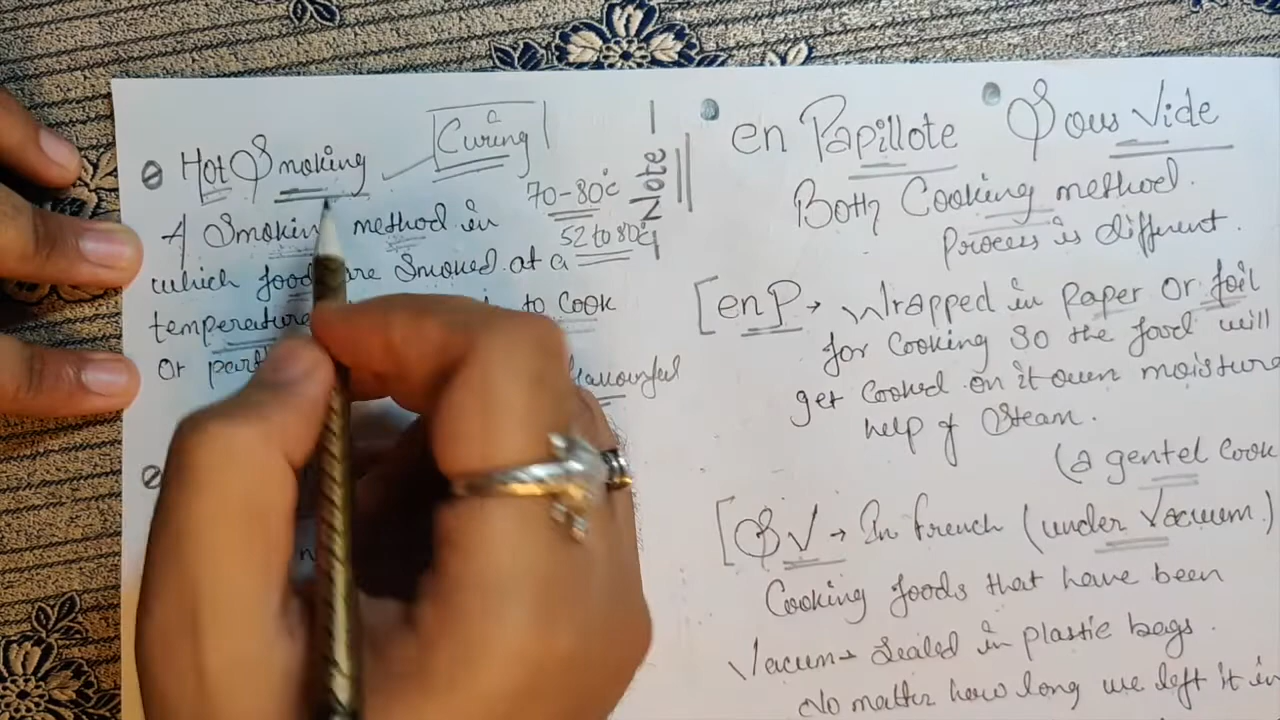 Curing
Hot Smoking
70-80°c
A Smoking method in
52 to 80°c
which food are Smoked at a
temperature to Cook
Or
flavourful
Note
en Papillote
Sous Vide
Both Cooking method.
Process is different.
[en P → Wrapped in Paper Or foil
for Cooking So the food will
get Cooked on it own moisture
help of Steam.
(a gentel Cook
[SV → In French (under Vacuum.)
Cooking foods that have been
Vacum → Sealed in plastic bags.
No matter how long we left it in